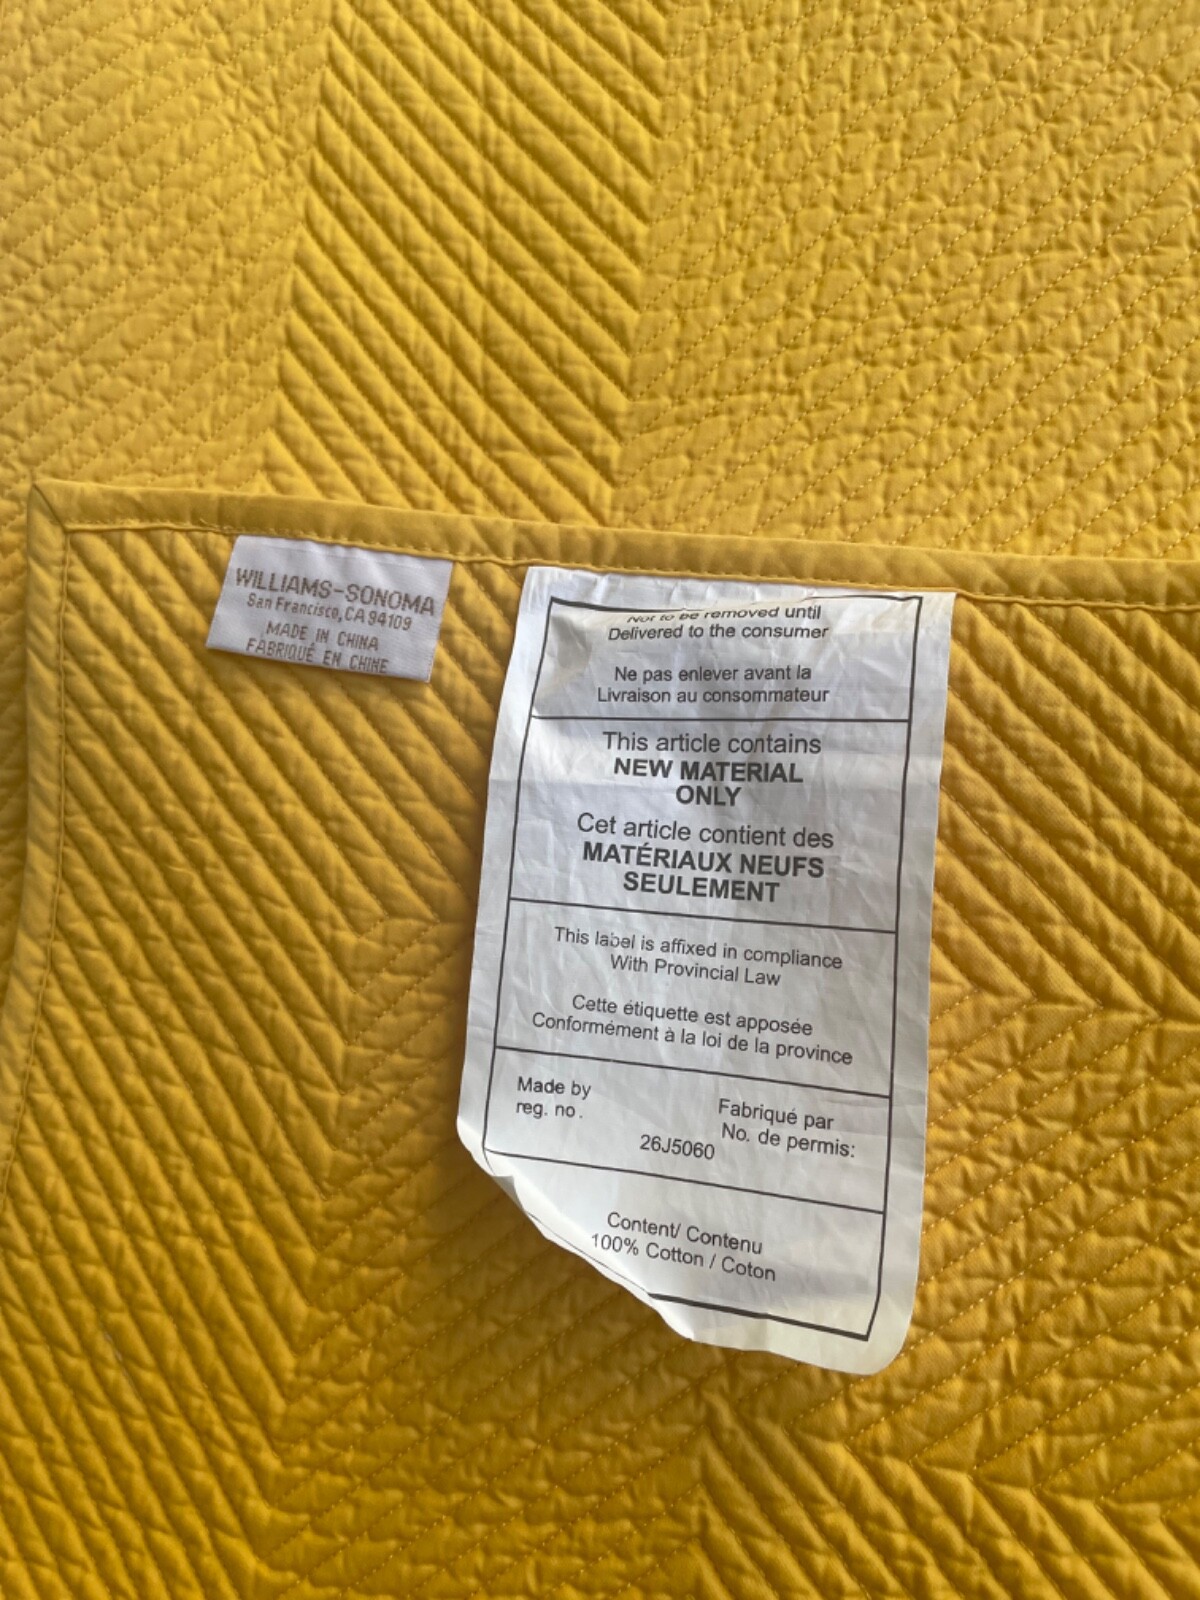 WILLIAMS-SONOMA
San Francisco, CA 94109
MADE IN CHINA
FABRIQUÉ EN CHINE
Not to be removed until
Delivered to the consumer
Ne pas enlever avant la
Livraison au consommateur
This article contains
NEW MATERIAL
ONLY
Cet article contient des
MATÉRIAUX NEUFS
SEULEMENT
This label is affixed in compliance
With Provincial Law
Cette étiquette est apposée
Conformément à la loi de la province
Made by
reg. no.
Fabriqué par
No. de permis:
26J5060
Content/ Contenu
100% Cotton / Coton